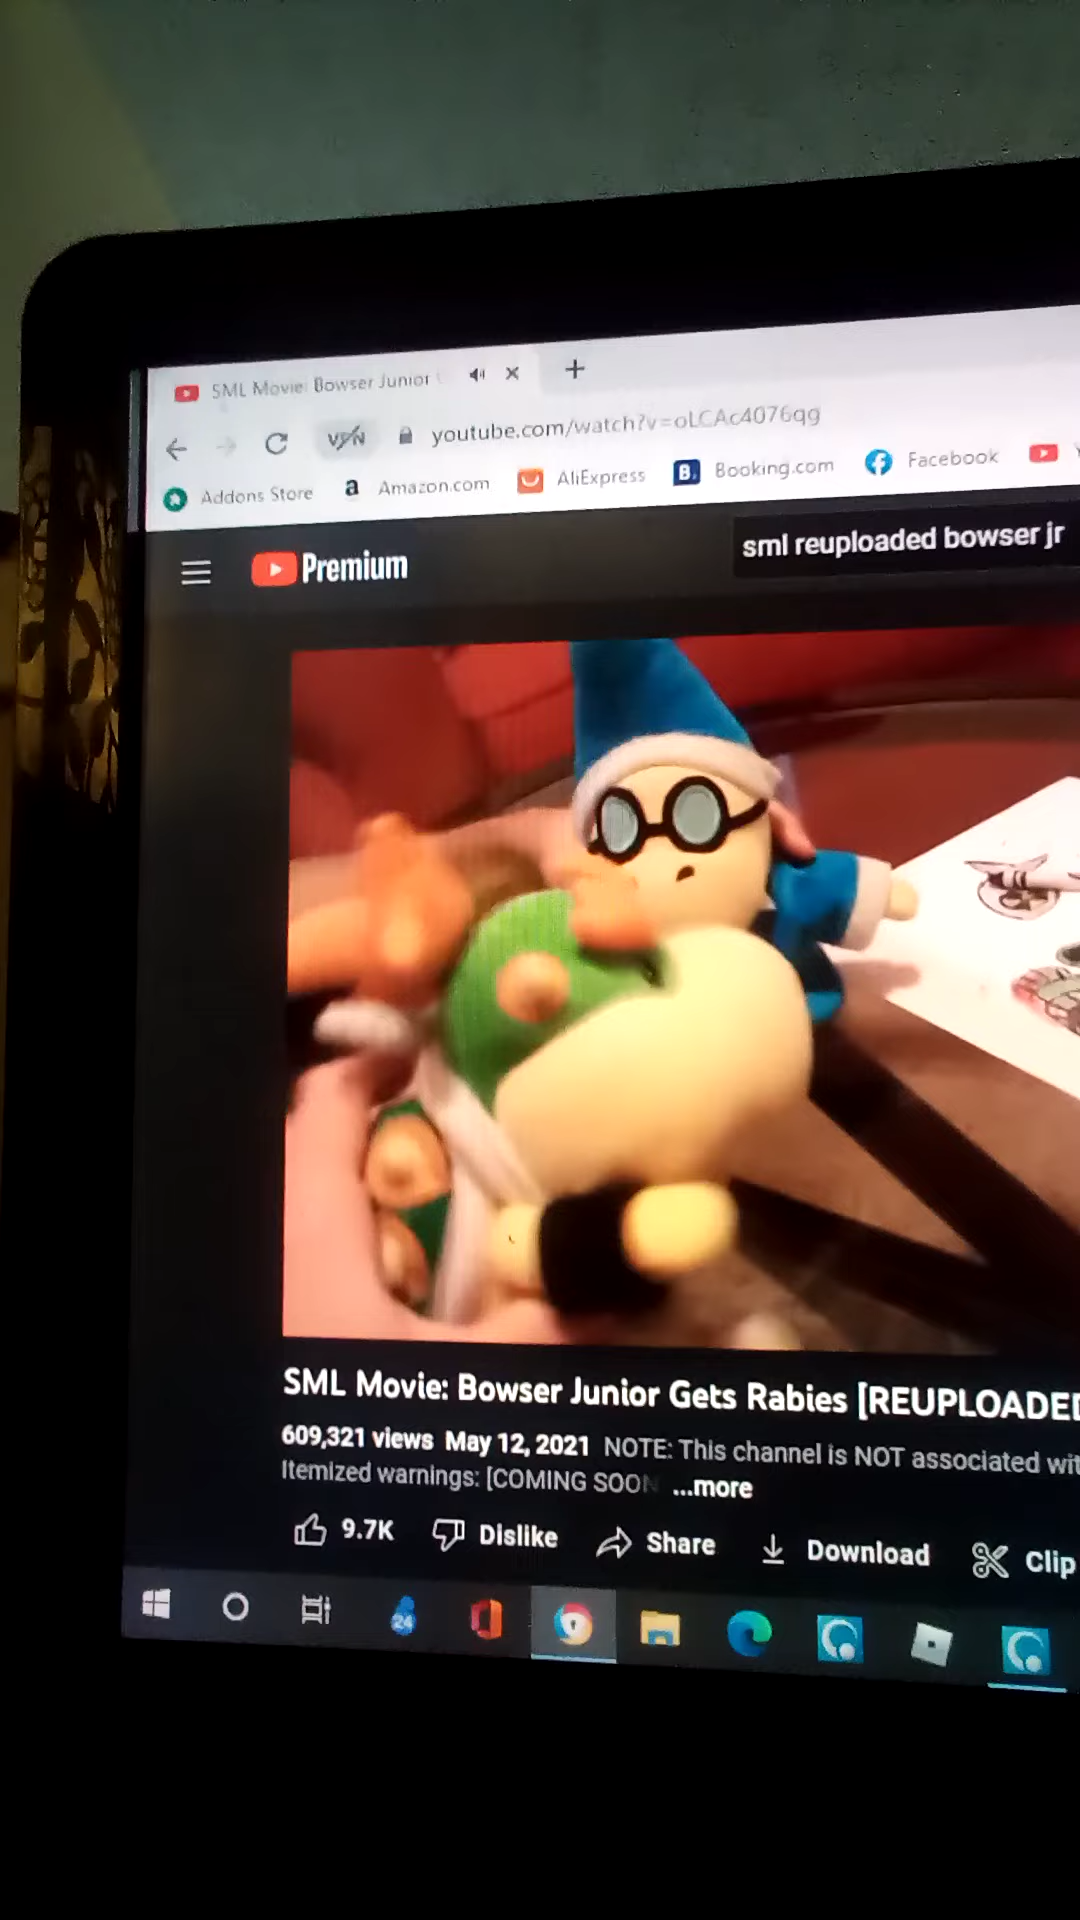 SML Movie: Bowser Junior
VPN
youtube.com/watch?v=oLCAc4076qg
Addons Store
a Amazon.com
AliExpress
B. Booking.com
Facebook
Premium
sml reuploaded bowser jr
SML Movie: Bowser Junior Gets Rabies [REUPLOADED
609,321 views May 12, 2021 NOTE: This channel is NOT associated wit
Itemized warnings: [COMING SOON ...more
9.7K
Dislike
Share
Download
Clip
24